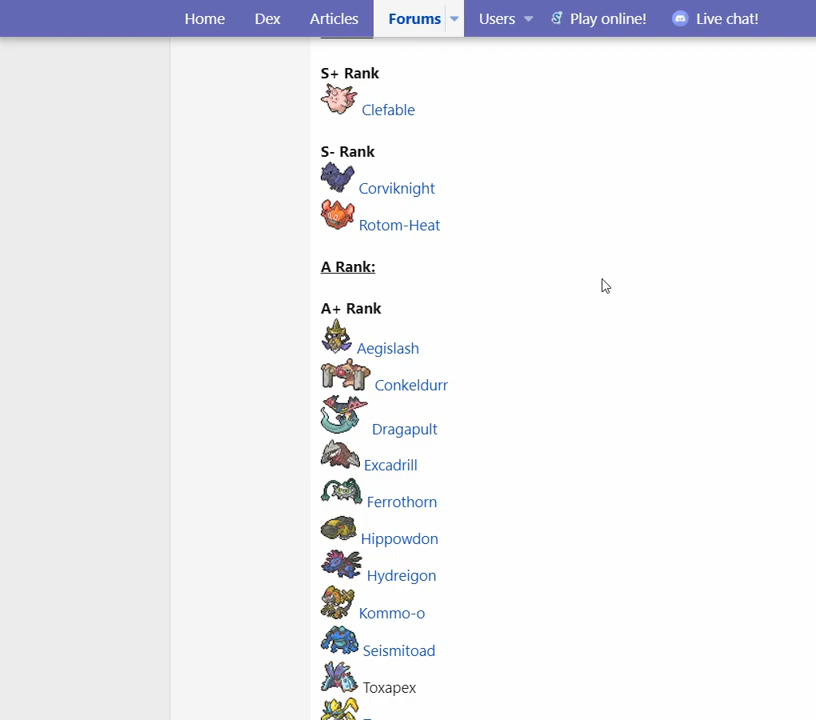 Home Dex Articles Forums Users Play online! Live chat!
S+ Rank
Clefable
S- Rank
Corviknight
Rotom-Heat
A Rank:
A+ Rank
Aegislash
Conkeldurr
Dragapult
Excadrill
Ferrothorn
Hippowdon
Hydreigon
Kommo-o
Seismitoad
Toxapex